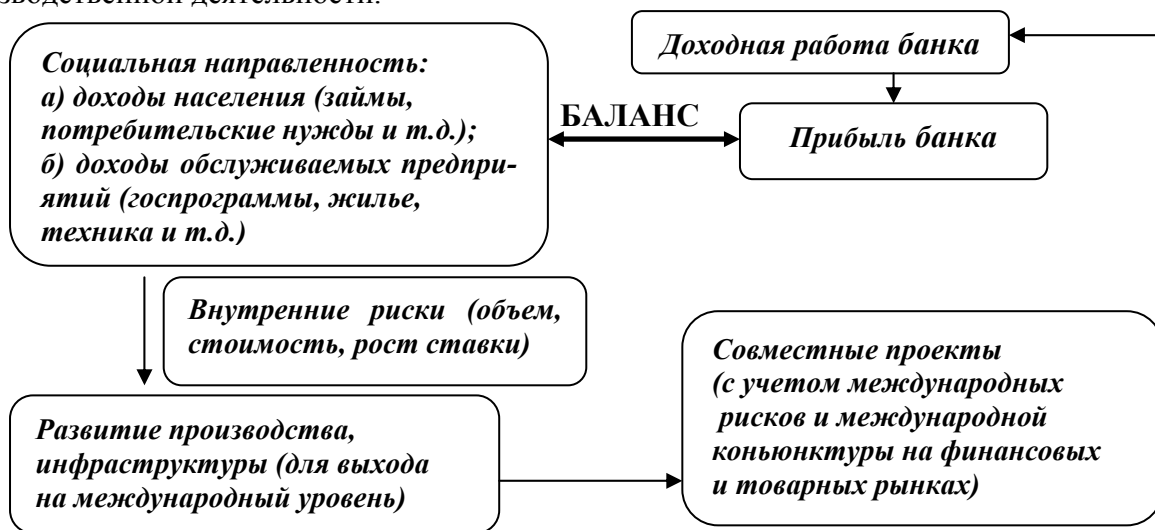 зводственной деятельности.
Социальная направленность:
а) доходы населения (займы,
потребительские нужды и т.д.);
б) доходы обслуживаемых предпри-
ятий (госпрограммы, жилье,
техника и т.д.)
БАЛАНС
Доходная работа банка
Прибыль банка
Внутренние риски (объем,
стоимость, рост ставки)
Развитие производства,
инфраструктуры (для выхода
на международный уровень)
Совместные проекты
(с учетом международных
рисков и международной
коньюнктуры на финансовых
и товарных рынках)